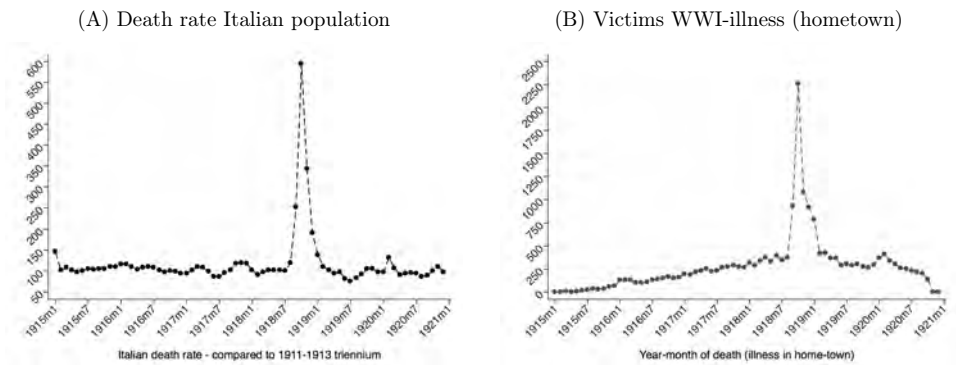 (A) Death rate Italian population
600
550
500
450
400
350
300
250
200
150
100
50
1915m1
1915m7
1916m1
1916m7
1917m1
1917m7
1918m1
1918m7
1919m1
1919m7
1920m1
1920m7
1921m1
Italian death rate - compared to 1911-1913 triennium
(B) Victims WWI-illness (hometown)
2500
2250
2000
1750
1500
1250
1000
750
500
250
0
1915m1
1915m7
1916m1
1916m7
1917m1
1917m7
1918m1
1918m7
1919m1
1919m7
1920m1
1920m7
1921m1
Year-month of death (illness in home-town)